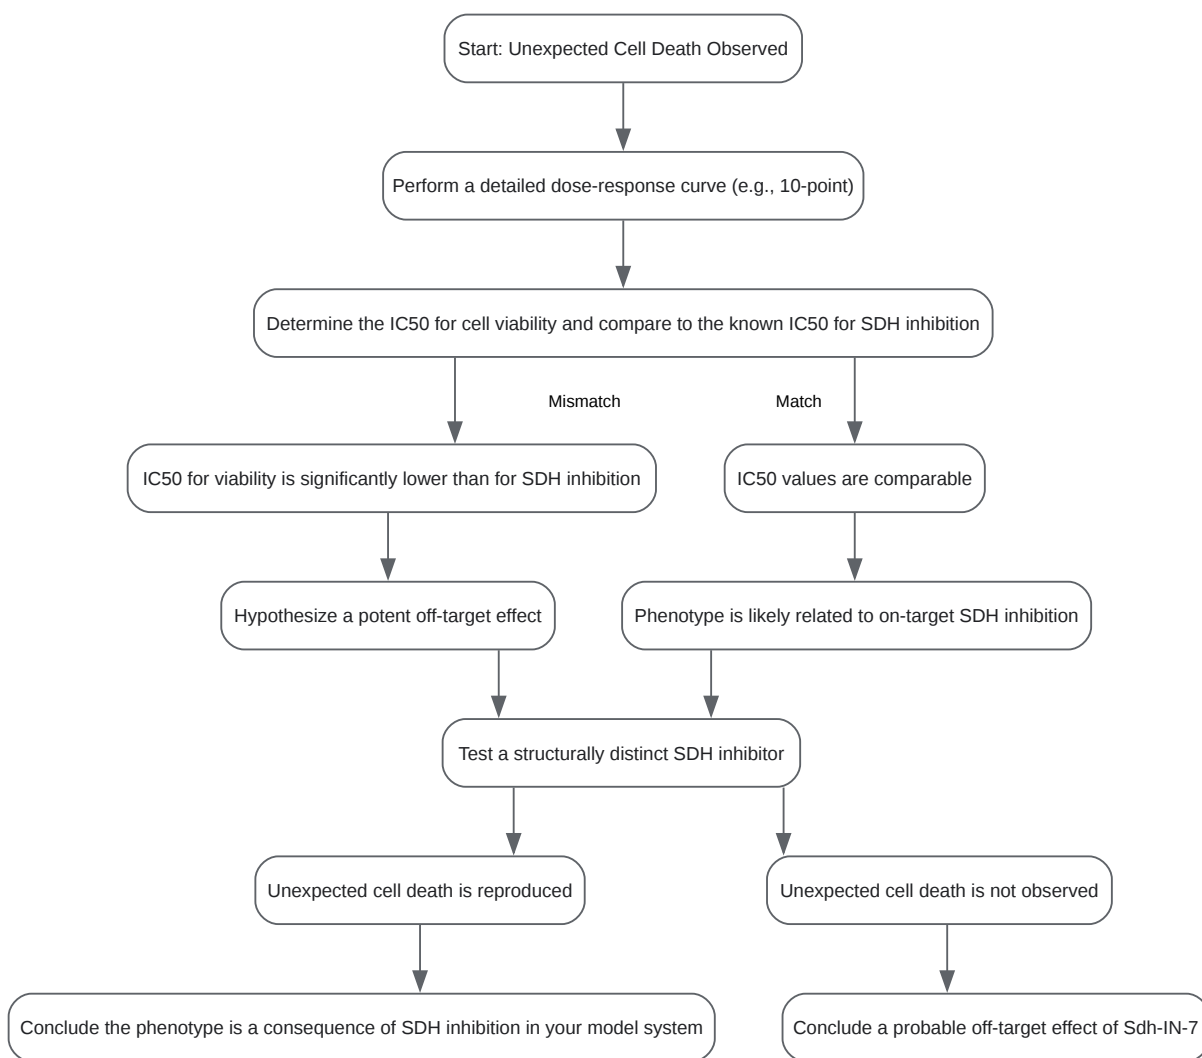 Start: Unexpected Cell Death Observed
Perform a detailed dose-response curve (e.g., 10-point)
Determine the IC50 for cell viability and compare to the known IC50 for SDH inhibition
Mismatch
Match
IC50 for viability is significantly lower than for SDH inhibition
IC50 values are comparable
Hypothesize a potent off-target effect
Phenotype is likely related to on-target SDH inhibition
Test a structurally distinct SDH inhibitor
Unexpected cell death is reproduced
Unexpected cell death is not observed
Conclude the phenotype is a consequence of SDH inhibition in your model system
Conclude a probable off-target effect of Sdh-IN-7